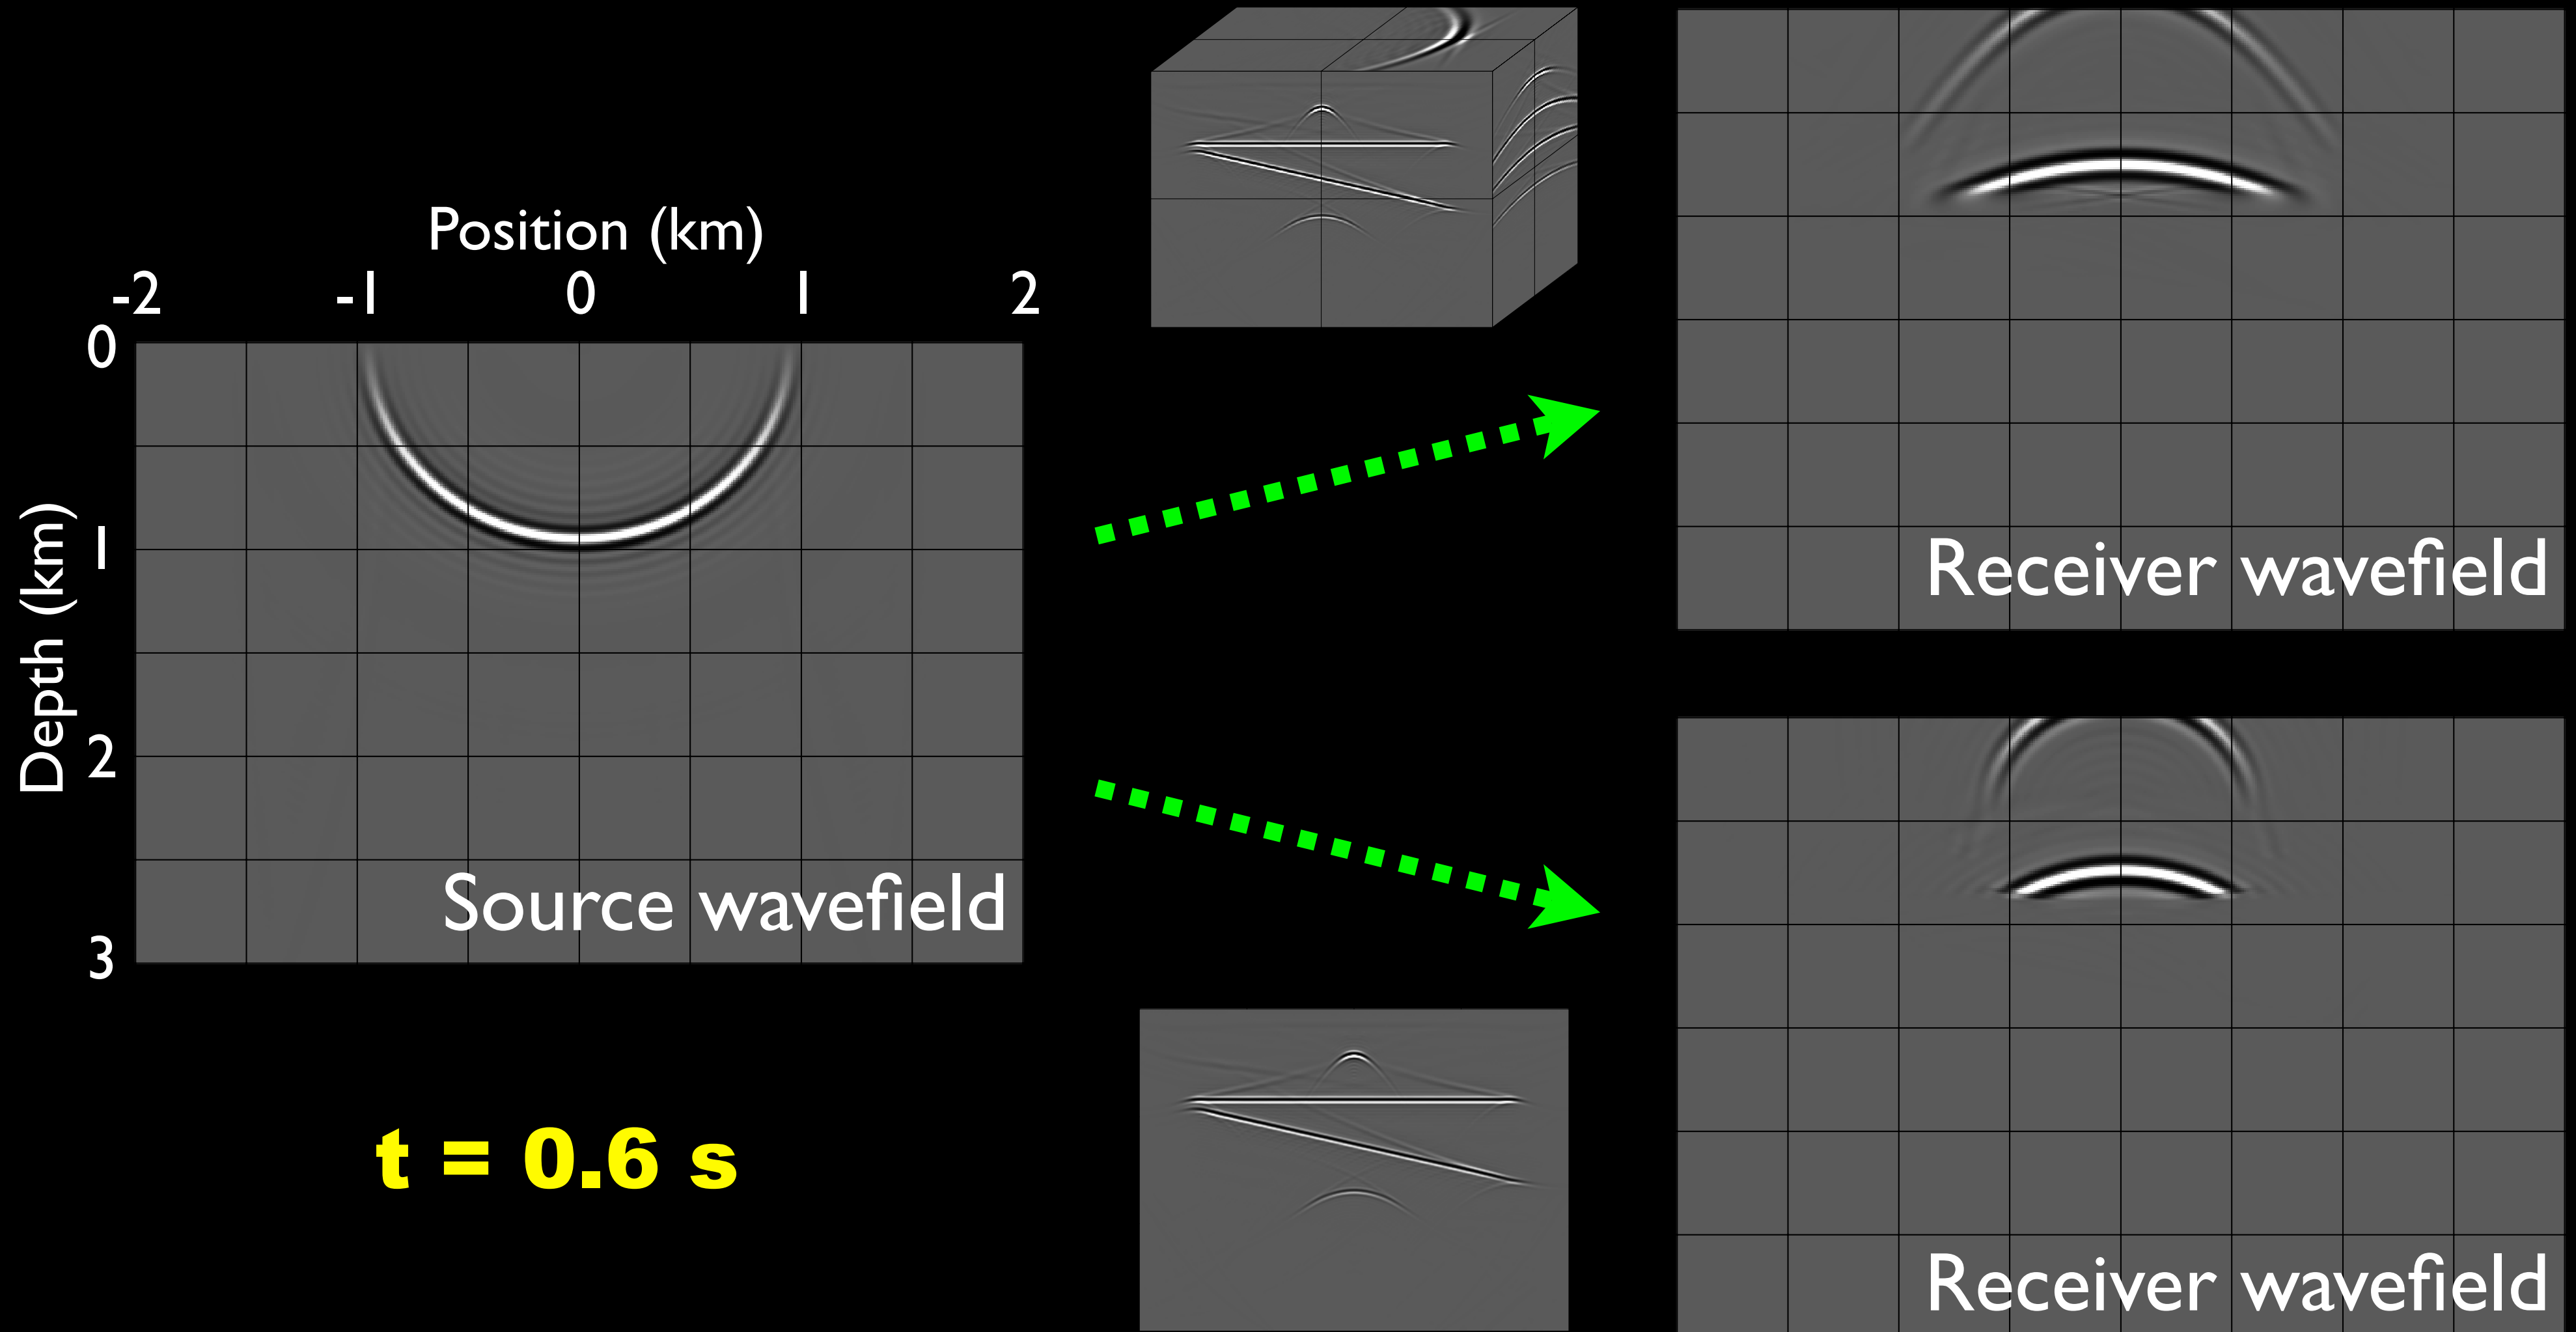 Position (km)
-2 -1 0 1 2
0
1
2
3
Depth (km)
Source wavefield
t = 0.6 s
Receiver wavefield
Receiver wavefield